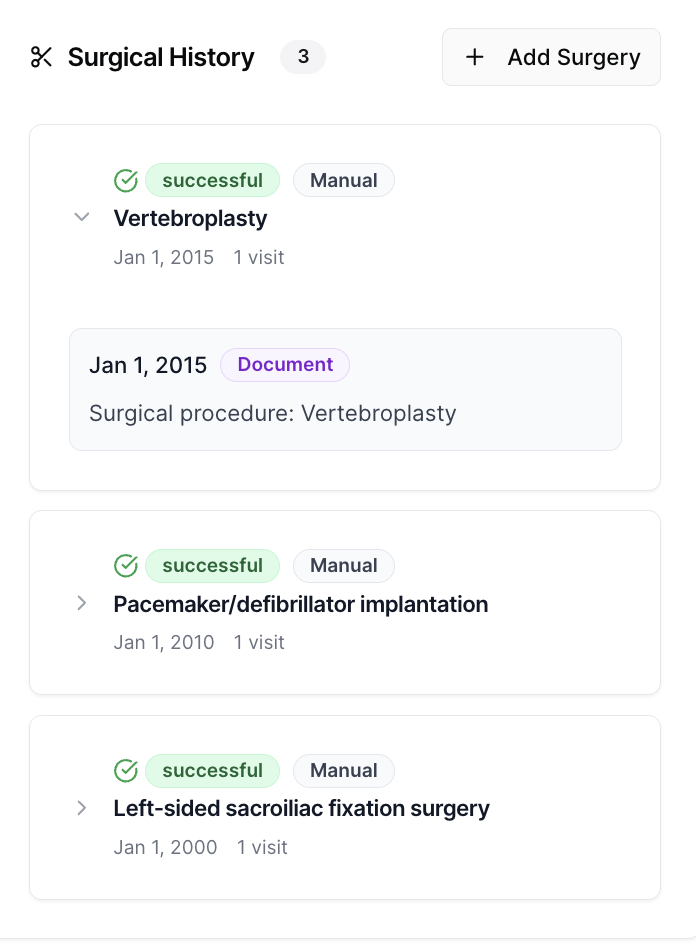 Surgical History 3 + Add Surgery
successful Manual
Vertebroplasty
Jan 1, 2015 1 visit
Jan 1, 2015 Document
Surgical procedure: Vertebroplasty
successful Manual
Pacemaker/defibrillator implantation
Jan 1, 2010 1 visit
successful Manual
Left-sided sacroiliac fixation surgery
Jan 1, 2000 1 visit